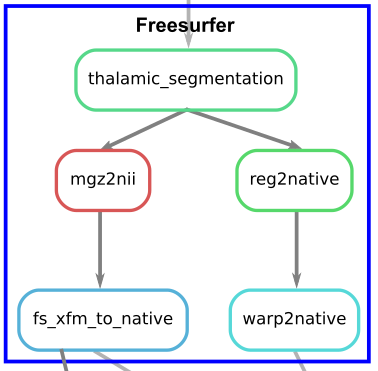 Freesurfer
thalamic_segmentation
mgz2nii
reg2native
fs_xfm_to_native
warp2native